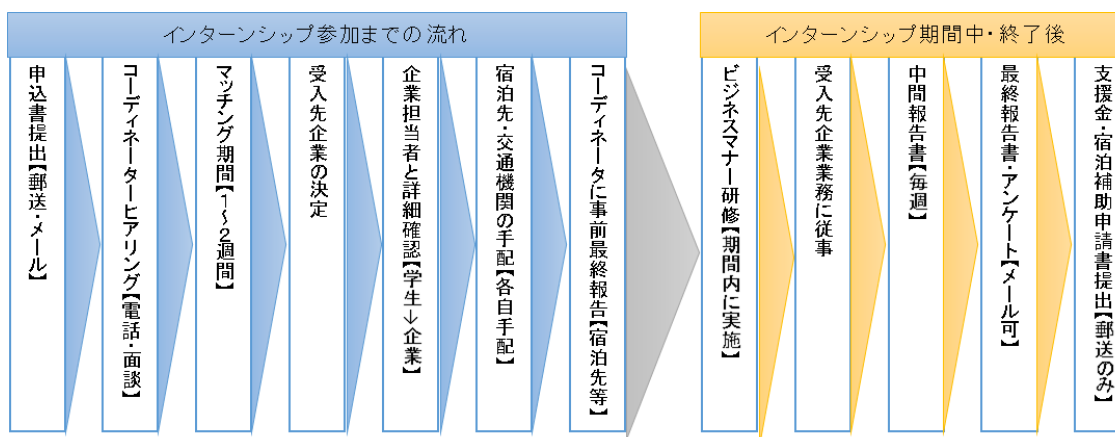 インターンシップ参加までの流れ
申込書提出【郵送・メール】
コーディネーターヒアリング【電話・面談】
マッチング期間【1～2週間】
受入先企業の決定
企業担当者と詳細確認【学生→企業】
宿泊先・交通機関の手配【各自手配】
コーディネータに事前最終報告【宿泊先等】
インターンシップ期間中・終了後
ビジネスマナー研修【期間内に実施】
受入先企業業務に従事
中間報告書【毎週】
最終報告書・アンケート【メール可】
支援金・宿泊補助申請書提出【郵送のみ】